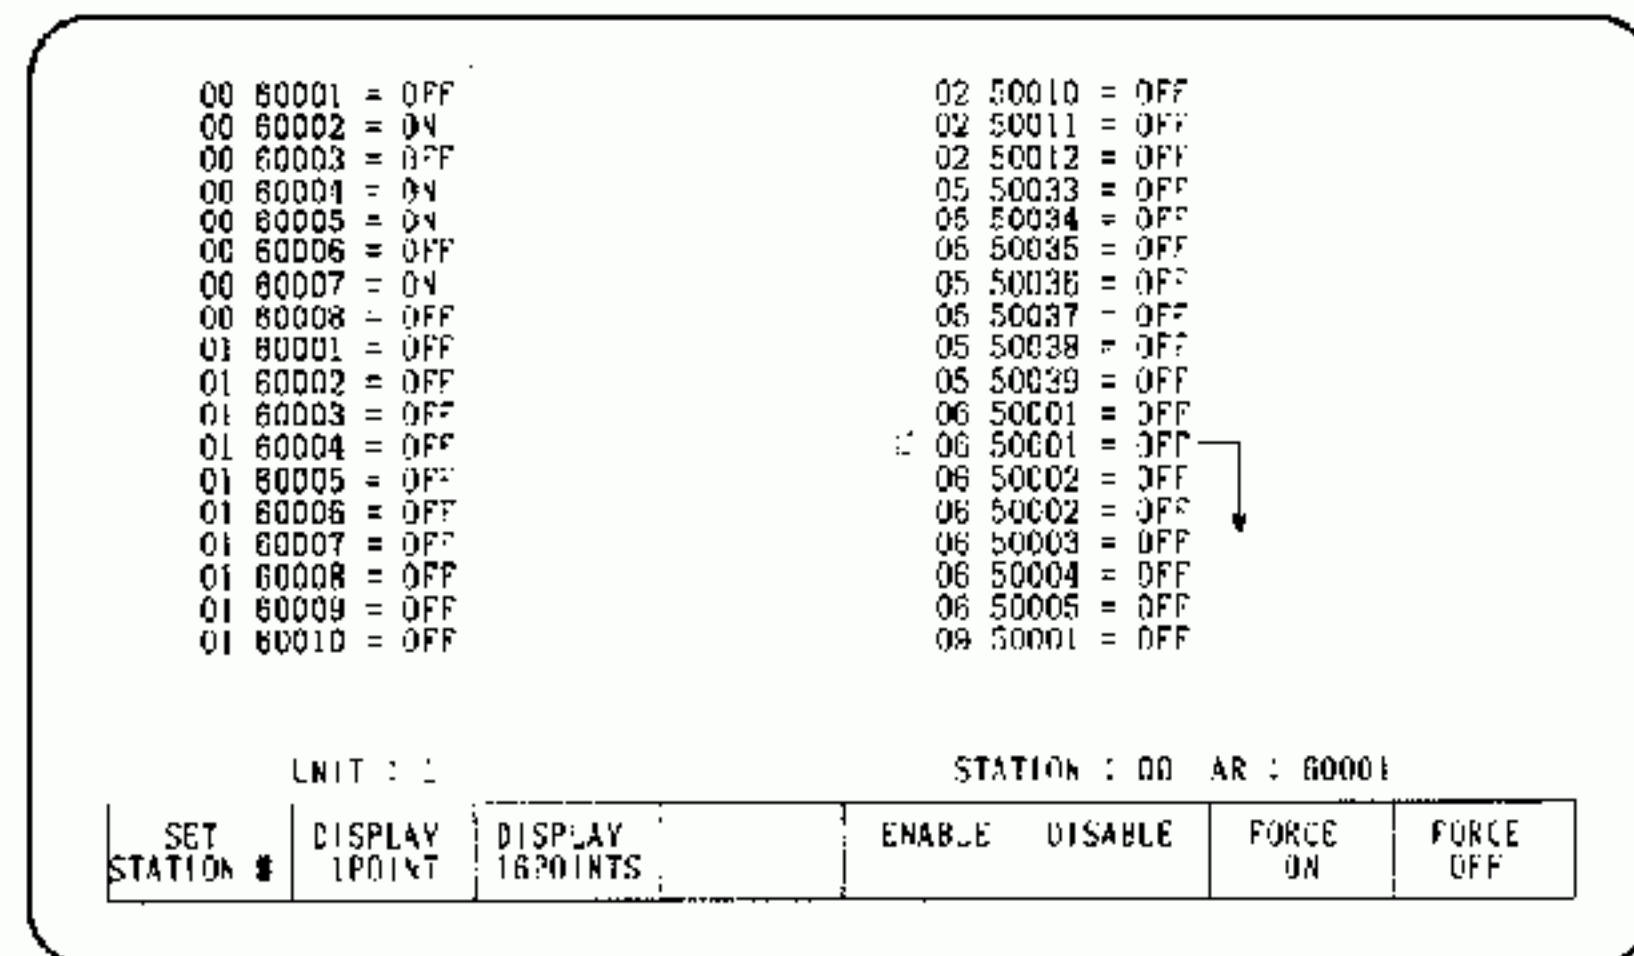 00 60001 = OFF
00 60002 = ON
00 60003 = OFF
00 60004 = ON
00 60005 = ON
00 60006 = OFF
00 60007 = ON
00 60008 = OFF
01 60001 = OFF
01 60002 = OFF
01 60003 = OFF
01 60004 = OFF
01 60005 = OFF
01 60006 = OFF
01 60007 = OFF
01 60008 = OFF
01 60009 = OFF
01 60010 = OFF
02 50010 = OFF
02 50011 = OFF
02 50012 = OFF
05 50033 = OFF
05 50034 = OFF
05 50035 = OFF
05 50036 = OFF
05 50037 = OFF
05 50038 = OFF
05 50039 = OFF
06 50001 = OFF
06 50001 = OFF
06 50002 = OFF
06 50002 = OFF
06 50003 = OFF
06 50004 = OFF
06 50005 = OFF
09 50001 = OFF
UNIT : 1
STATION : 00 AR : 60001
SET
STATION #
DISPLAY
1POINT
DISPLAY
16POINTS
ENABLE
DISABLE
FORCE
ON
FORCE
OFF